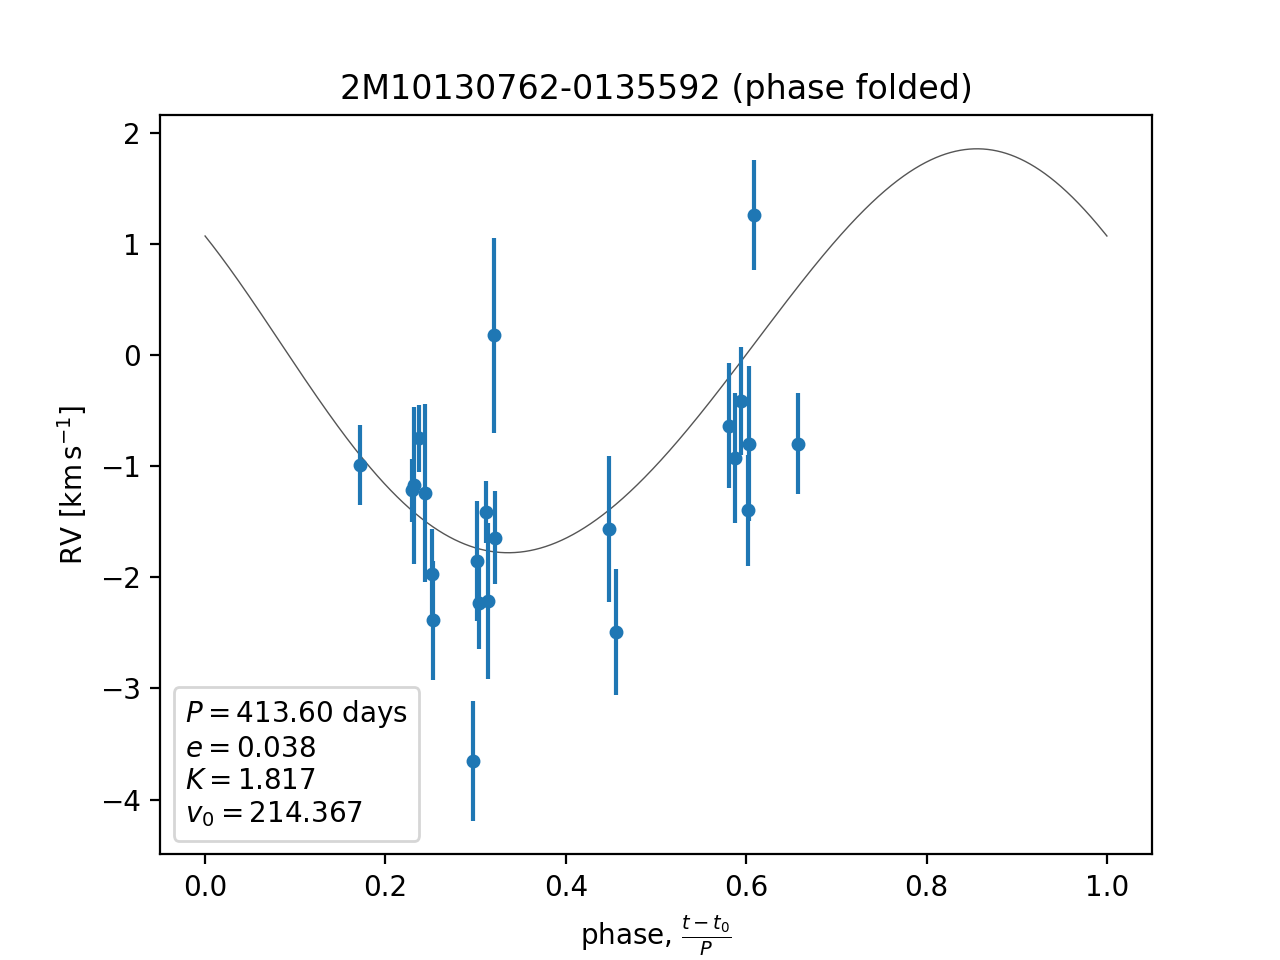 2M10130762-0135592 (phase folded)
2
1
0
−1
−2
−3
−4
RV [km s⁻¹]
P = 413.60 days
e = 0.038
K = 1.817
v₀ = 214.367
0.0 0.2 0.4 0.6 0.8 1.0
phase, (t − t₀)/P